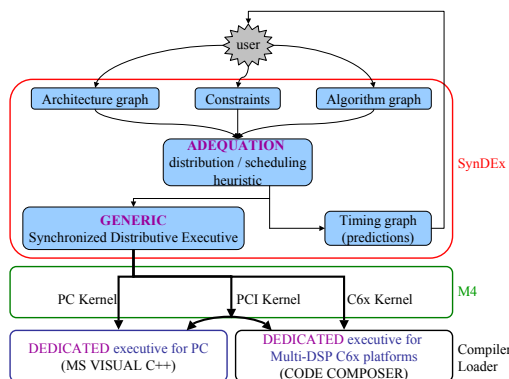 user
Architecture graph
Constraints
Algorithm graph
ADEQUATION
distribution / scheduling
heuristic
SynDEx
GENERIC
Synchronized Distributive Executive
Timing graph
(predictions)
M4
PC Kernel
PCI Kernel
C6x Kernel
DEDICATED executive for PC
(MS VISUAL C++)
DEDICATED executive for
Multi-DSP C6x platforms
(CODE COMPOSER)
Compiler
Loader